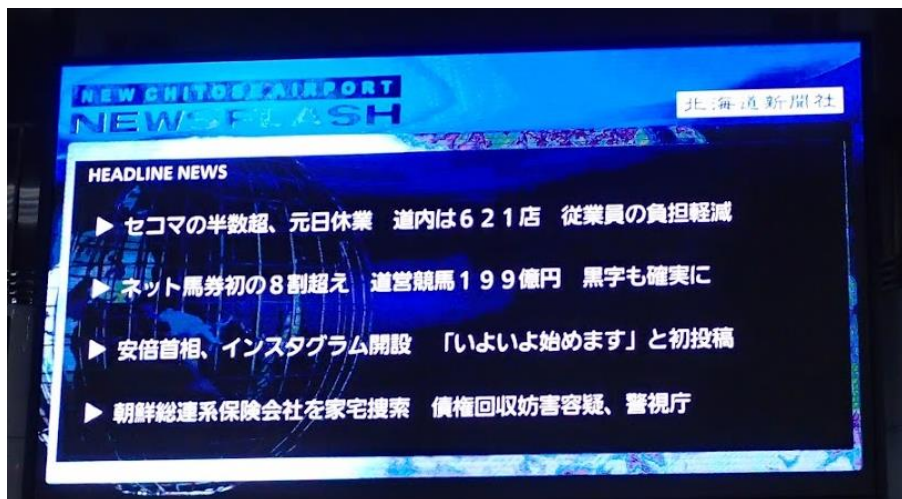 NEW CHITOSE AIRPORT
NEWS FLASH
北海道新聞社
HEADLINE NEWS
▶ セコマの半数超、元日休業　道内は621店　従業員の負担軽減
▶ ネット馬券初の8割超え　道営競馬199億円　黒字も確実に
▶ 安倍首相、インスタグラム開設　「いよいよ始めます」と初投稿
▶ 朝鮮総連系保険会社を家宅捜索　債権回収妨害容疑、警視庁